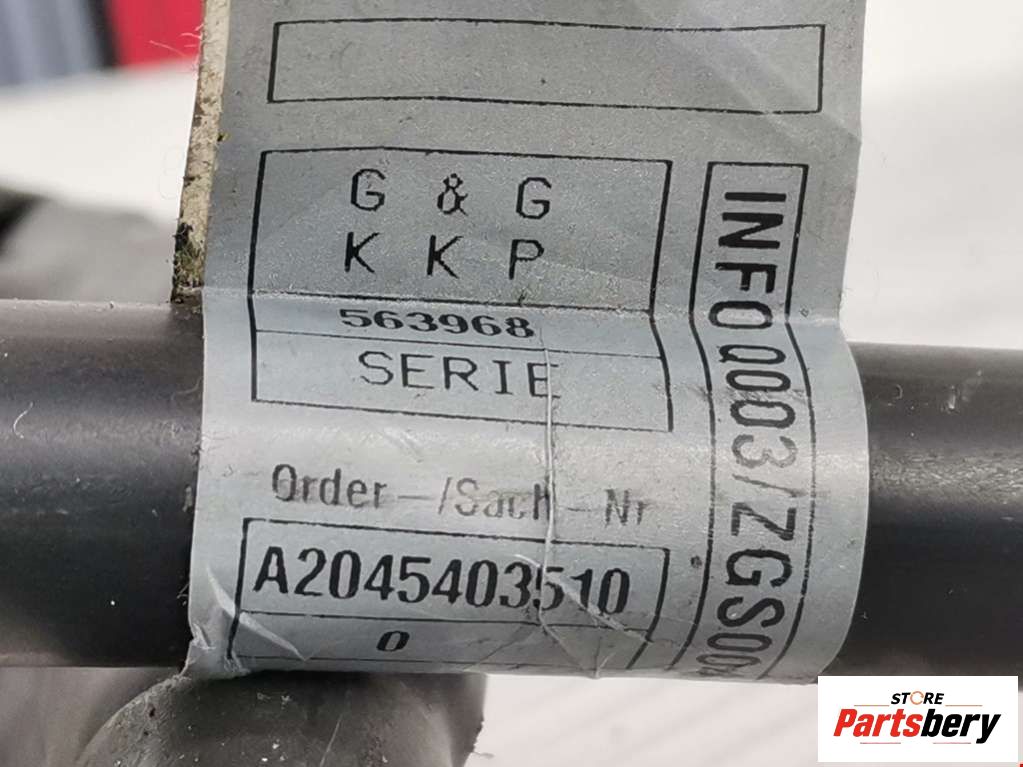 G & G
K K P
563968
SERIE
Order-/Sach-Nr
A2045403510
0
INFO Q003/ZGS00
STORE
Partsbery